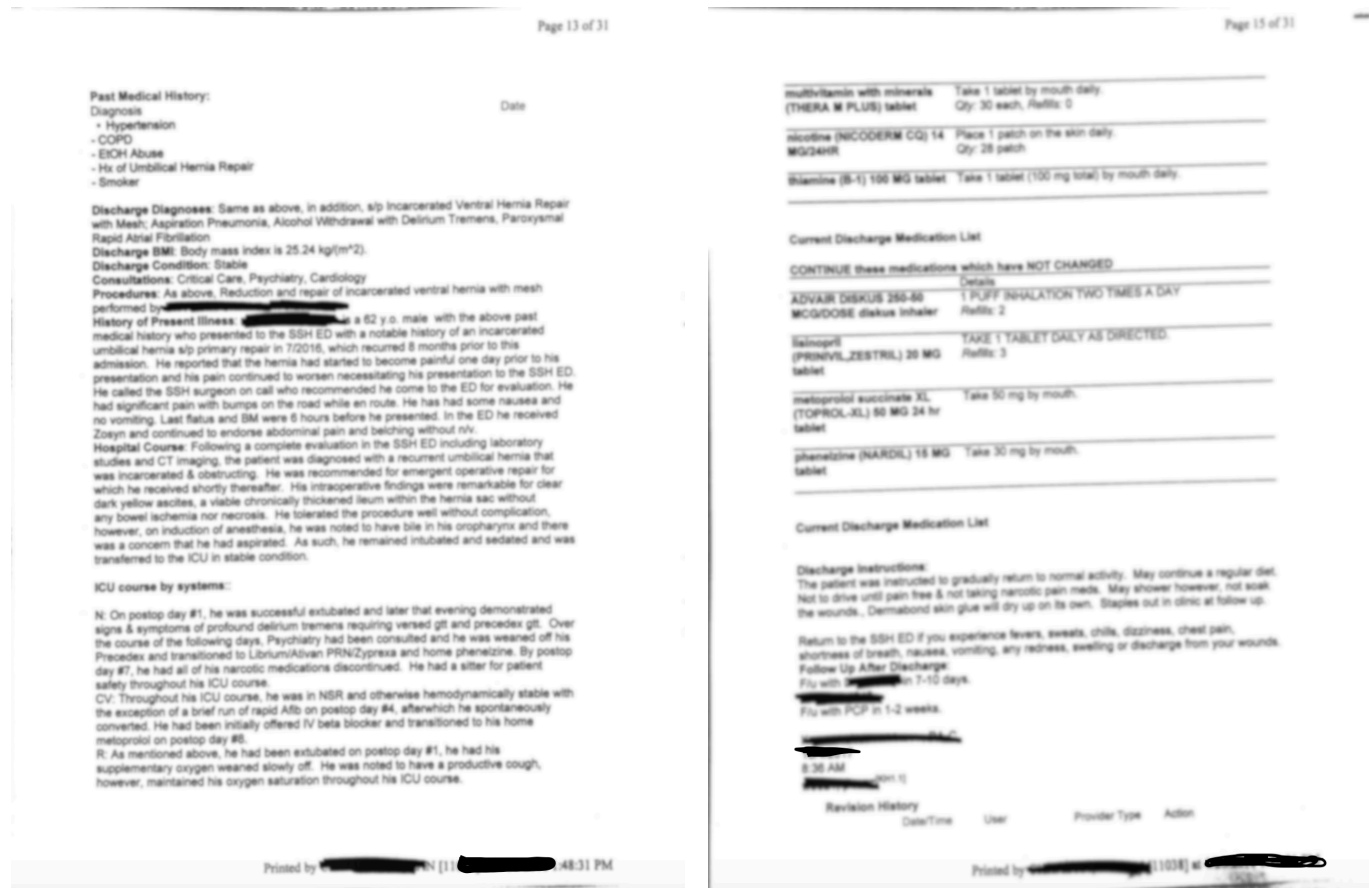 Page 13 of 31
Past Medical History:
Diagnosis
Date
• Hypertension
- COPD
- EtOH Abuse
- Hx of Umbilical Hernia Repair
- Smoker
Discharge Diagnoses: Same as above, in addition, s/p Incarcerated Ventral Hernia Repair
with Mesh; Aspiration Pneumonia, Alcohol Withdrawal with Delirium Tremens, Paroxysmal
Rapid Atrial Fibrillation
Discharge BMI: Body mass index is 25.24 kg/(m^2).
Discharge Condition: Stable
Consultations: Critical Care, Psychiatry, Cardiology
Procedures: As above, Reduction and repair of incarcerated ventral hernia with mesh
performed by
History of Present Illness: is a 62 y.o. male with the above past
medical history who presented to the SSH ED with a notable history of an incarcerated
umbilical hernia s/p primary repair in 7/2016, which recurred 8 months prior to this
admission. He reported that the hernia had started to become painful one day prior to his
presentation and his pain continued to worsen necessitating his presentation to the SSH ED.
He called the SSH surgeon on call who recommended he come to the ED for evaluation. He
had significant pain with bumps on the road while en route. He has had some nausea and
no vomiting. Last flatus and BM were 6 hours before he presented. In the ED he received
Zosyn and continued to endorse abdominal pain and belching without n/v.
Hospital Course: Following a complete evaluation in the SSH ED including laboratory
studies and CT imaging, the patient was diagnosed with a recurrent umbilical hernia that
was incarcerated & obstructing. He was recommended for emergent operative repair for
which he received shortly thereafter. His intraoperative findings were remarkable for clear
dark yellow ascites, a viable chronically thickened ileum within the hernia sac without
any bowel ischemia nor necrosis. He tolerated the procedure well without complication,
however, on induction of anesthesia, he was noted to have bile in his oropharynx and there
was a concern that he had aspirated. As such, he remained intubated and sedated and was
transferred to the ICU in stable condition.
ICU course by systems::
N: On postop day #1, he was successful extubated and later that evening demonstrated
signs & symptoms of profound delirium tremens requiring versed gtt and precedex gtt. Over
the course of the following days, Psychiatry had been consulted and he was weaned off his
Precedex and transitioned to Librium/Ativan PRN/Zyprexa and home phenelzine. By postop
day #7, he had all of his narcotic medications discontinued. He had a sitter for patient
safety throughout his ICU course.
CV: Throughout his ICU course, he was in NSR and otherwise hemodynamically stable with
the exception of a brief run of rapid Afib on postop day #4, afterwhich he spontaneously
converted. He had been initially offered IV beta blocker and transitioned to his home
metoprolol on postop day
R: As mentioned above, he had been extubated on postop day #1, he had his
supplementary oxygen weaned slowly off. He was noted to have a productive cough,
however, maintained his oxygen saturation throughout his ICU course.
Printed by :48:31 PM
Page 15 of 31
multivitamin with minerals Take 1 tablet by mouth daily.
(THERA M PLUS) tablet Qty: 30 each, Refills: 0
nicotine (NICODERM CQ) 14 Place 1 patch on the skin daily.
MG/24HR Qty: 28 patch
thiamine (B-1) 100 MG tablet Take 1 tablet (100 mg total) by mouth daily.
Current Discharge Medication List
CONTINUE these medications which have NOT CHANGED
Details
ADVAIR DISKUS 250-50 1 PUFF INHALATION TWO TIMES A DAY
MCG/DOSE diskus inhaler Refills: 2
lisinopril TAKE 1 TABLET DAILY AS DIRECTED.
(PRINIVIL,ZESTRIL) 20 MG Refills: 3
tablet
metoprolol succinate XL Take 50 mg by mouth.
(TOPROL-XL) 50 MG 24 hr
tablet
phenelzine (NARDIL) 15 MG Take 30 mg by mouth.
tablet
Current Discharge Medication List
Discharge Instructions:
The patient was instructed to gradually return to normal activity. May continue a regular diet.
Not to drive until pain free & not taking narcotic pain meds. May shower however, not soak
the wounds., Dermabond skin glue will dry up on its own. Staples out in clinic at follow up.
Return to the SSH ED if you experience fevers, sweats, chills, dizziness, chest pain,
shortness of breath, nausea, vomiting, any redness, swelling or discharge from your wounds.
Follow Up After Discharge:
F/u with in 7-10 days.
F/u with PCP in 1-2 weeks.
8:36 AM
Revision History
Date/Time User Provider Type Action
Printed by [11038] at